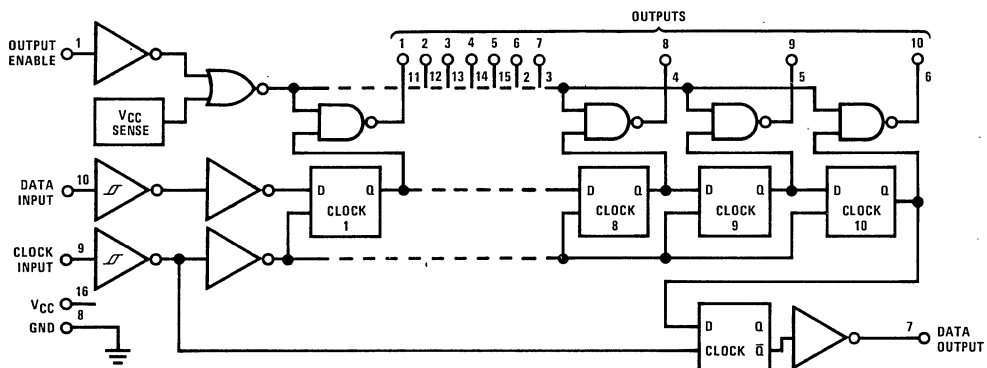 OUTPUTS
1 2 3 4 5 6 7 8 9 10
11 12 13 14 15 2 3 4 5 6
OUTPUT
ENABLE
1
VCC
SENSE
DATA
INPUT
10
D Q
CLOCK
1
D Q
CLOCK
8
D Q
CLOCK
9
D Q
CLOCK
10
CLOCK
INPUT
9
VCC
16
GND
8
D Q
CLOCK Q̅
7
DATA
OUTPUT